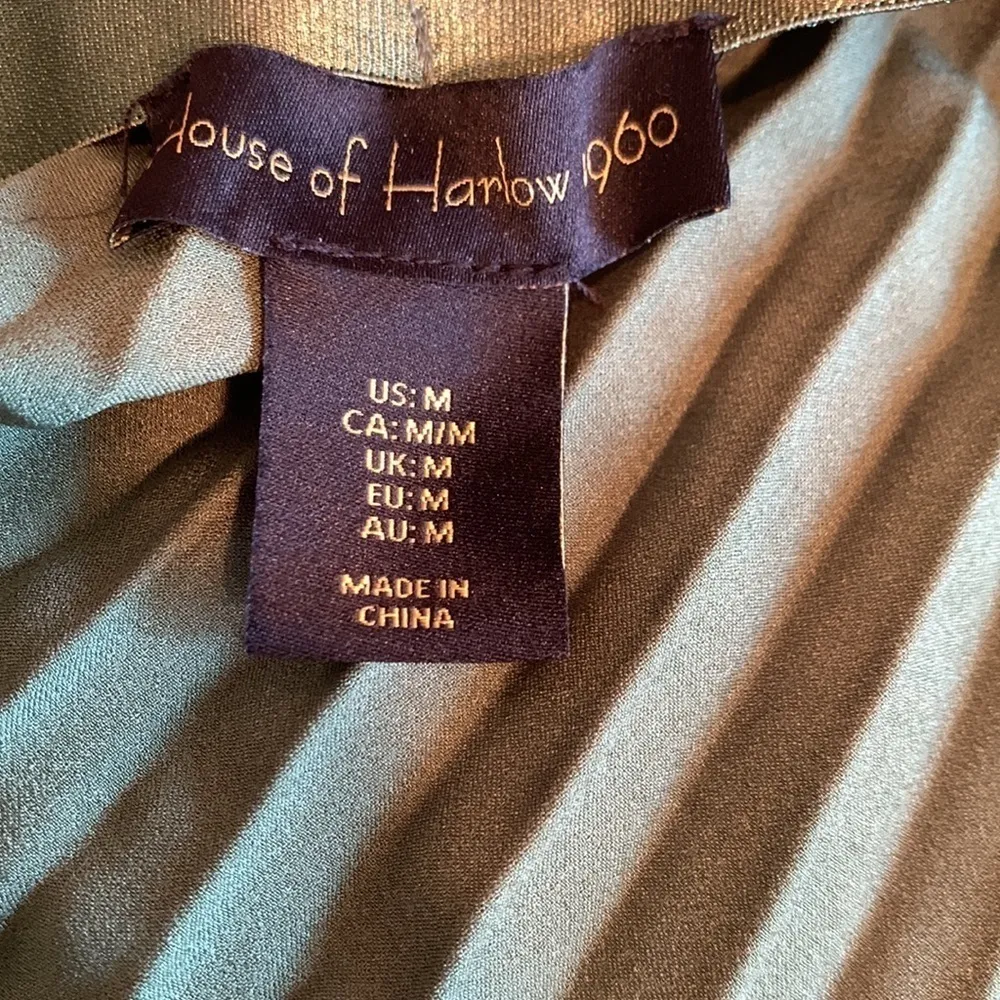 House of Harlow 1960
US: M
CA: M/M
UK: M
EU: M
AU: M
MADE IN
CHINA